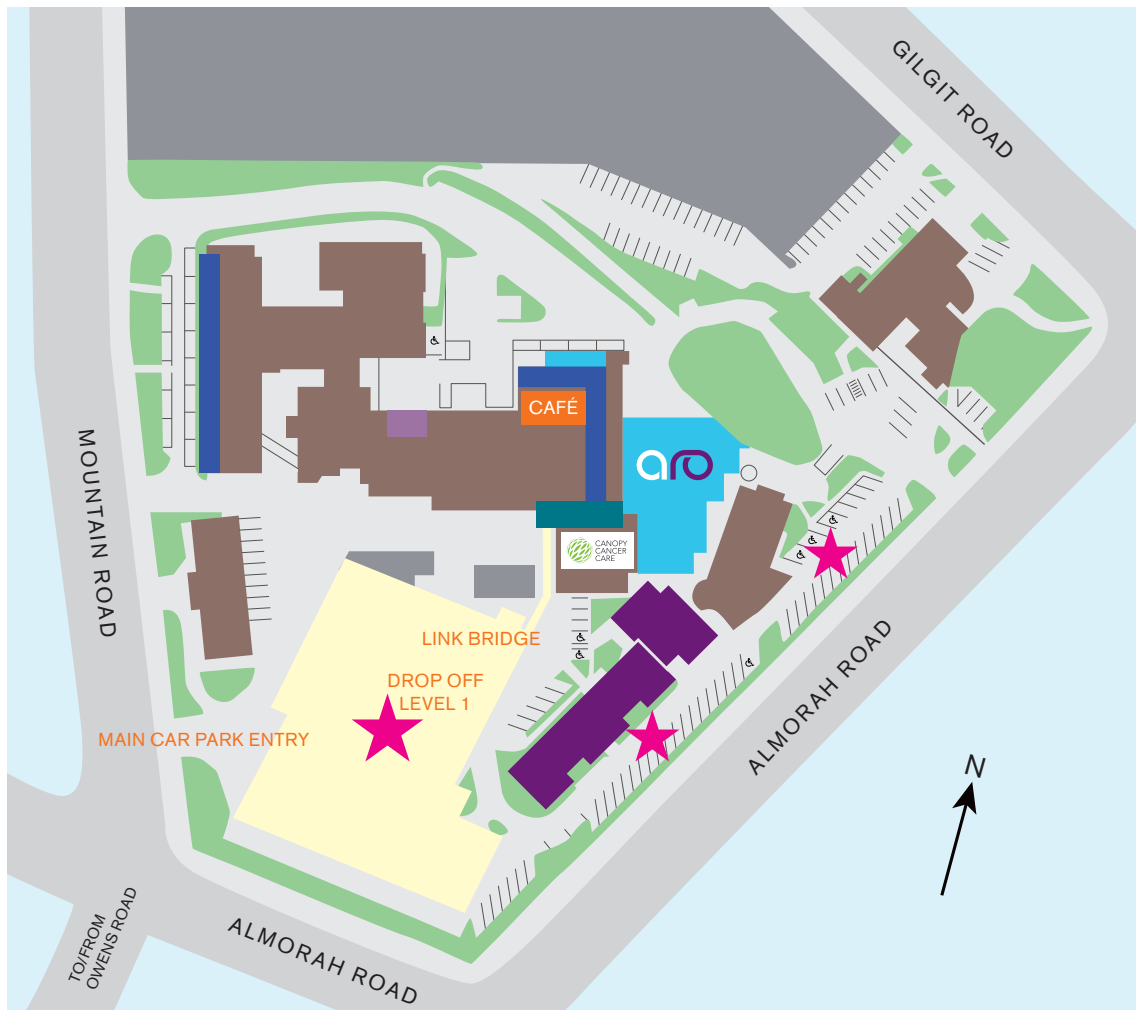 GILGIT ROAD
CAFÉ
aro
MOUNTAIN ROAD
CANOPY
CANCER
CARE
LINK BRIDGE
DROP OFF
LEVEL 1
MAIN CAR PARK ENTRY
ALMORAH ROAD
N
TO/FROM
OWENS ROAD
ALMORAH ROAD